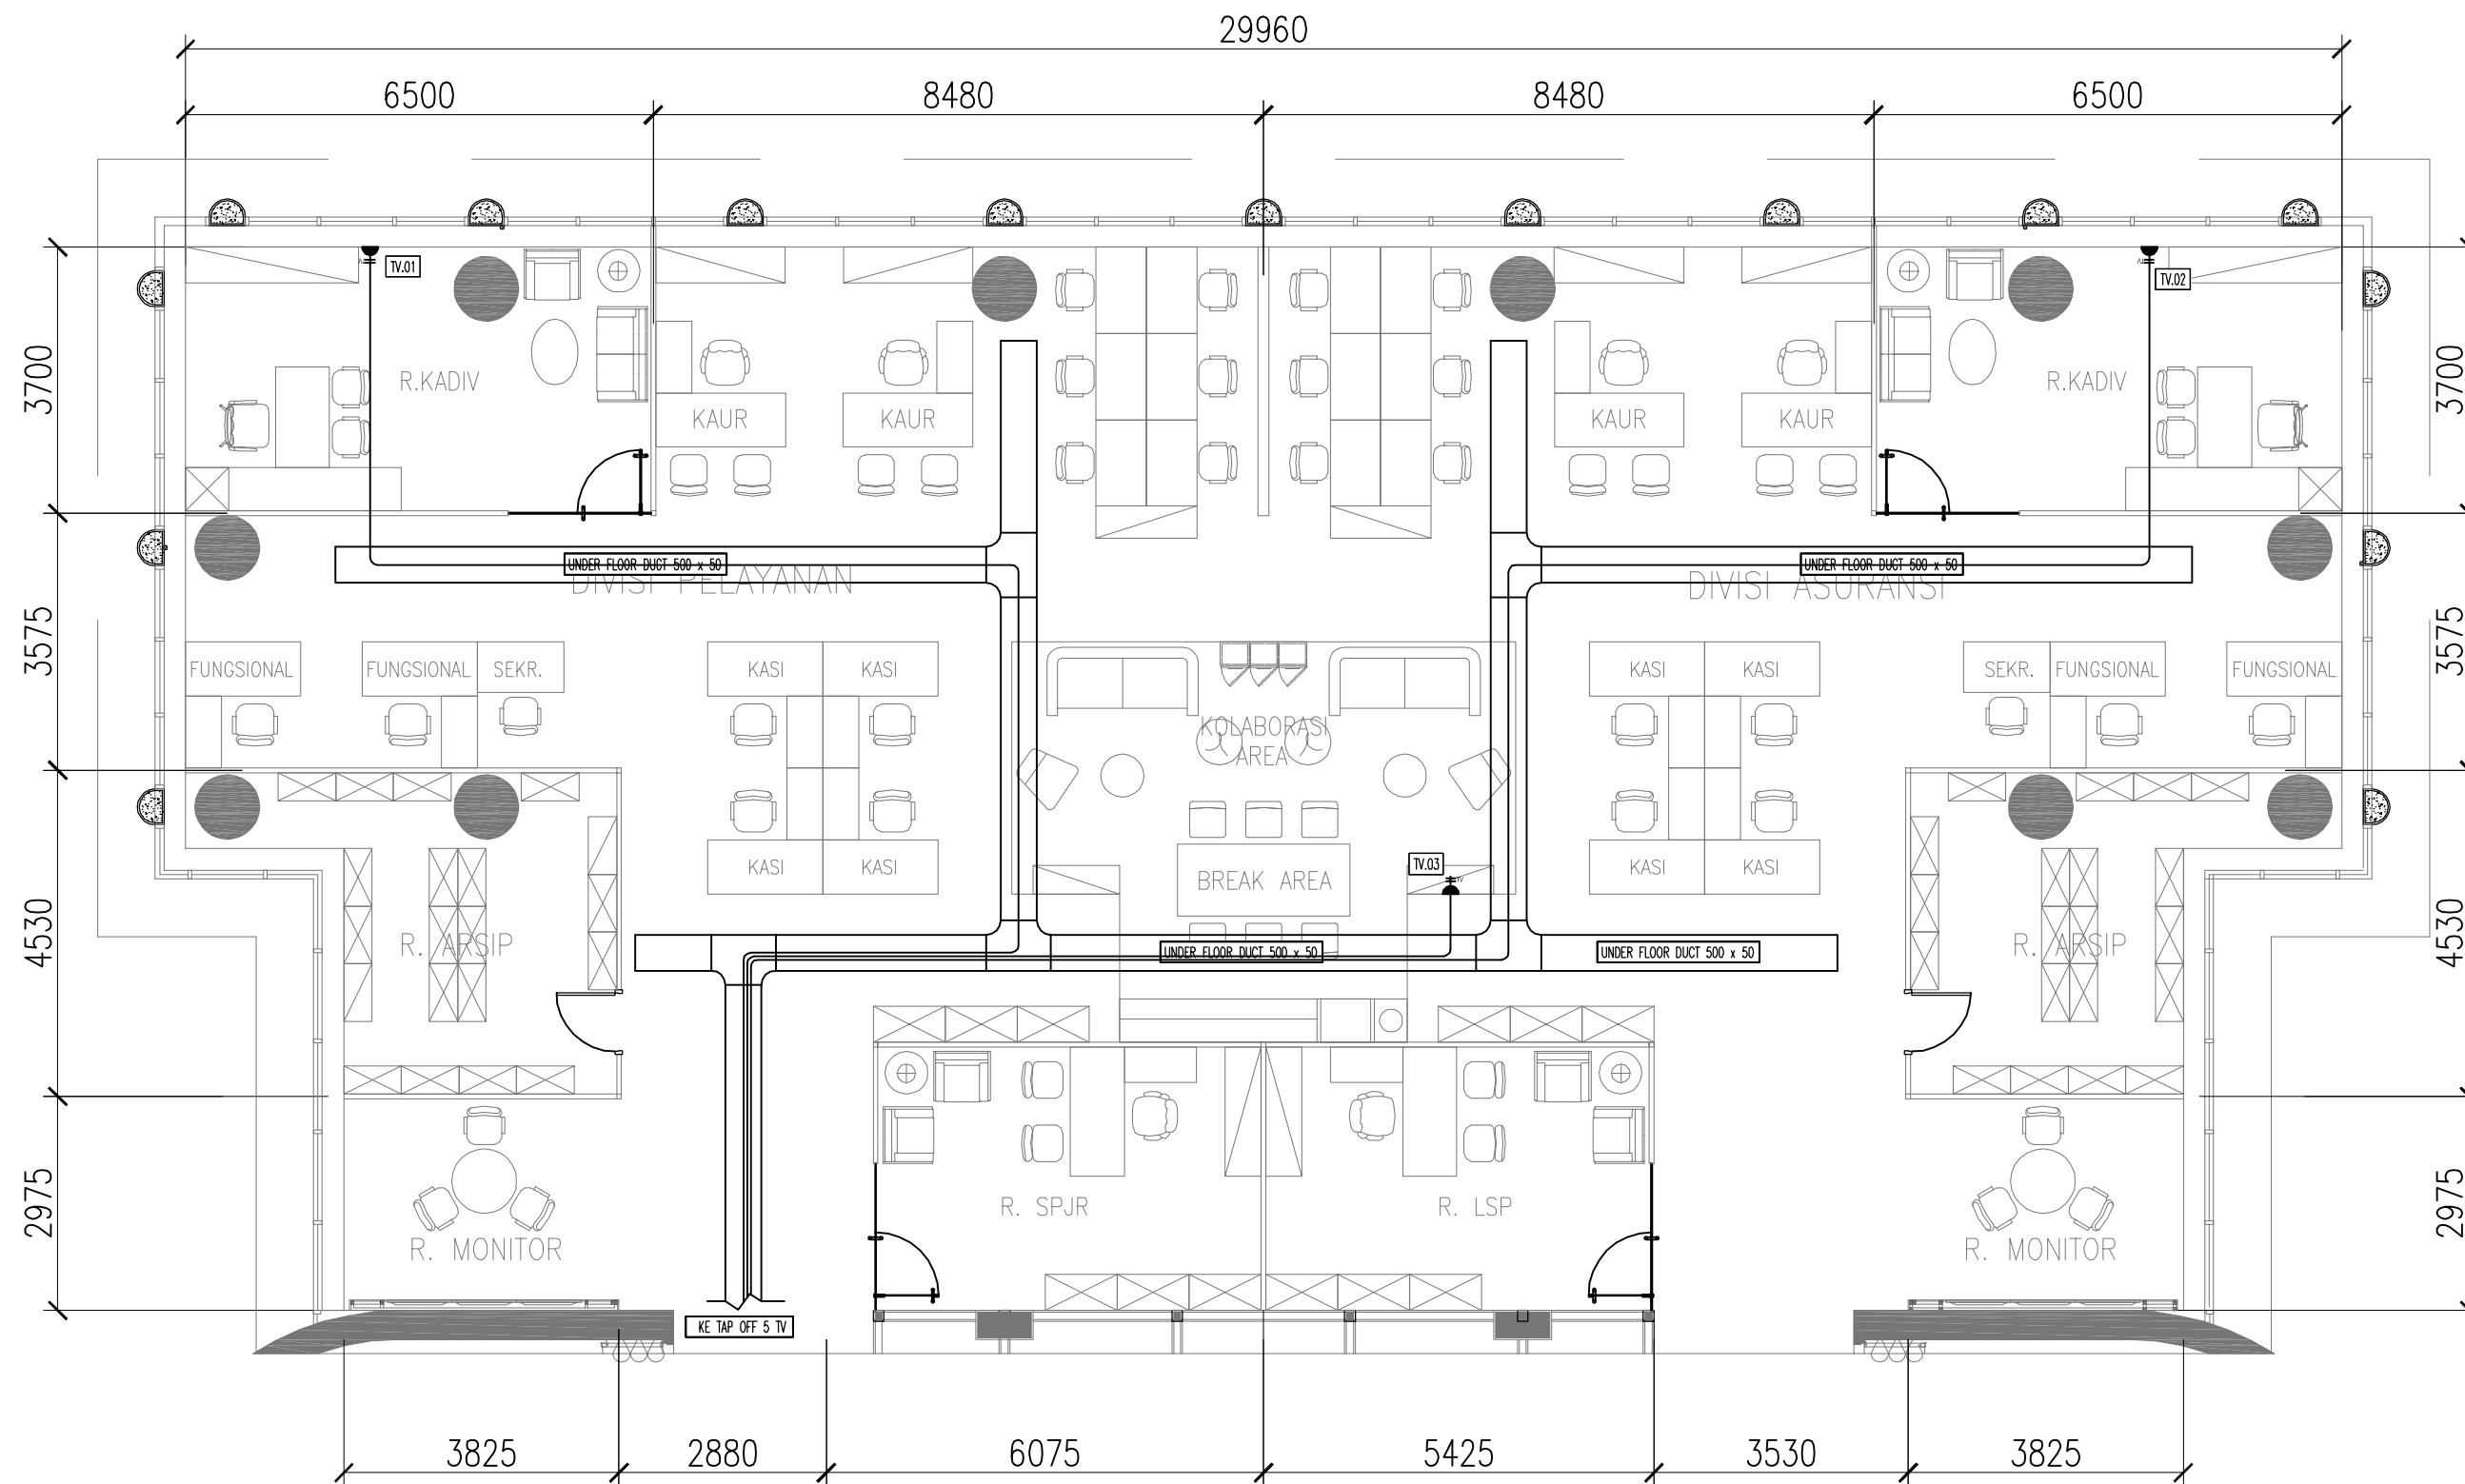 29960
6500
8480
8480
6500
TV.01
TV.02
3700
R.KADIV
KAUR
KAUR
KAUR
KAUR
R.KADIV
3700
UNDER FLOOR DUCT 500 x 50
UNDER FLOOR DUCT 500 x 50
DIVISI PELAYANAN
DIVISI ASURANSI
3575
FUNGSIONAL
FUNGSIONAL
SEKR.
KASI
KASI
KASI
KASI
SEKR.
FUNGSIONAL
FUNGSIONAL
3575
KOLABORASI
AREA
TV.03
KASI
KASI
BREAK AREA
KASI
KASI
4530
R. ARSIP
UNDER FLOOR DUCT 500 x 50
UNDER FLOOR DUCT 500 x 50
R. ARSIP
4530
2975
R. SPJR
R. LSP
2975
R. MONITOR
R. MONITOR
KE TAP OFF 5 TV
3825
2880
6075
5425
3530
3825